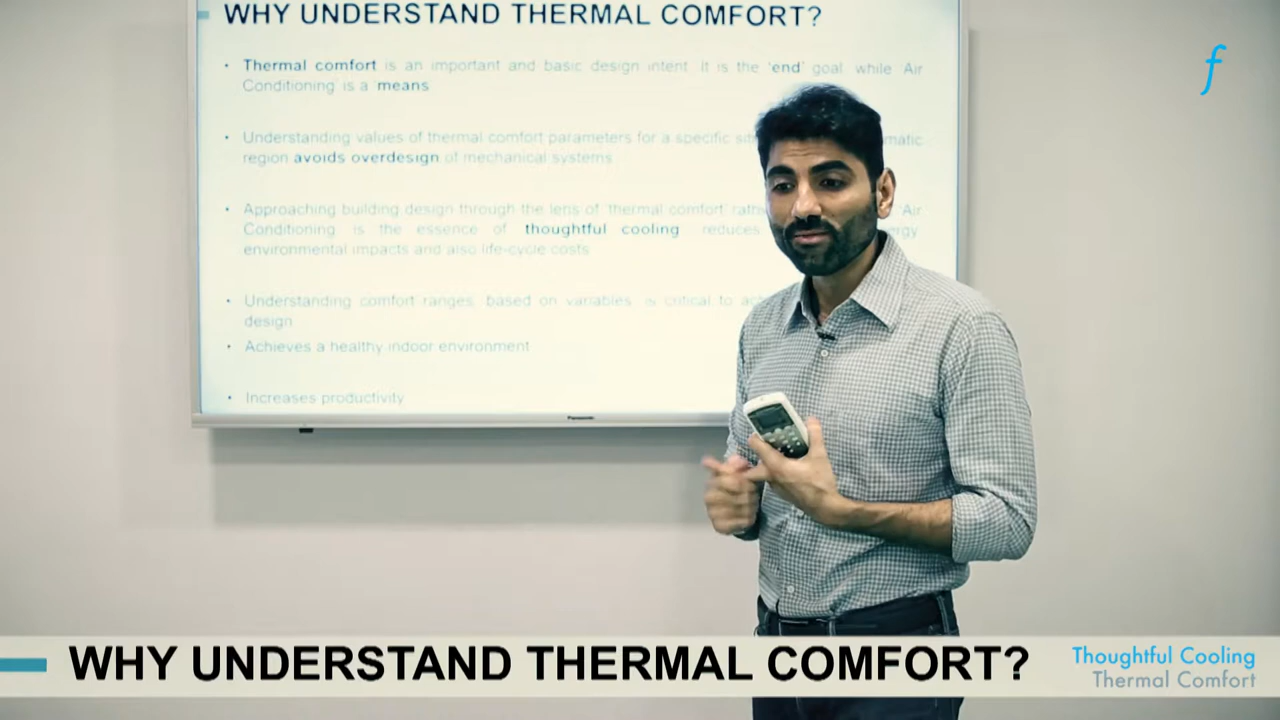 WHY UNDERSTAND THERMAL COMFORT?
• Thermal comfort is an important and basic design intent. It is the 'end' goal, while 'Air
Conditioning' is a 'means'
• Understanding values of thermal comfort parameters for a specific
region avoids overdesign of mechanical systems.
• Approaching building design through the lens of 'thermal comfort' 'Air
Conditioning' is the essence of thoughtful cooling reduces
environmental impacts and also life-cycle costs
• Understanding comfort ranges, based on variables, is critical to
design
• Achieves a healthy indoor environment
• Increases productivity
Panasonic
f
WHY UNDERSTAND THERMAL COMFORT?
Thoughtful Cooling
Thermal Comfort